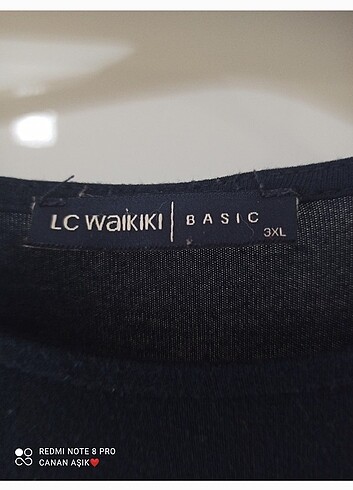 LC WAIKIKI | BASIC
3XL
REDMI NOTE 8 PRO
CANAN AŞIK❤️